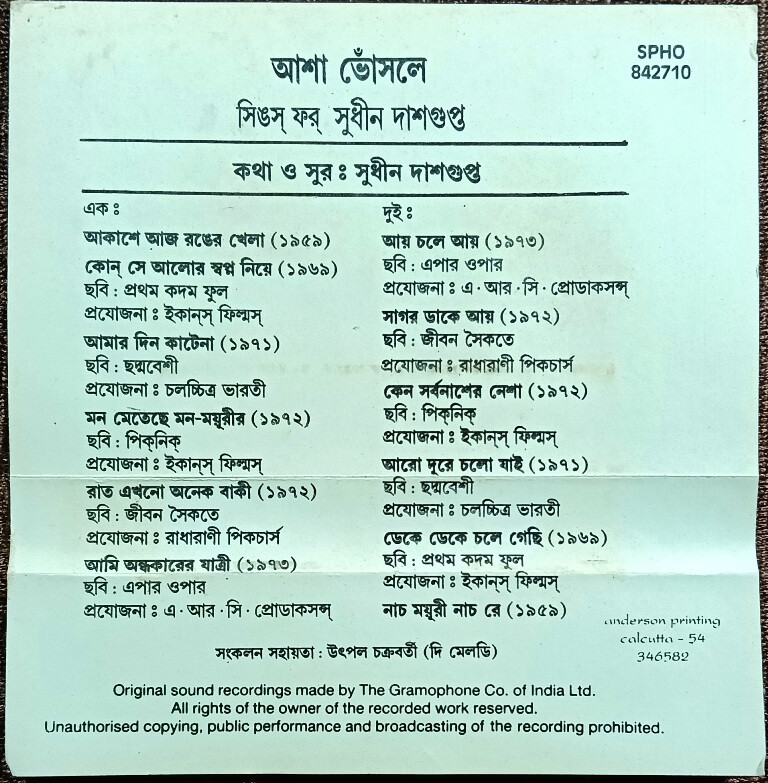 SPHO
842710
আশা ভোঁসলে
সিঙস্ ফর্ সুধীন দাশগুপ্ত
কথা ও সুর : সুধীন দাশগুপ্ত
এক :
আকাশে আজ রঙের খেলা (১৯৫৯)
কোন্ সে আলোর স্বপ্ন নিয়ে (১৯৬৯)
ছবি : প্রথম কদম ফুল
প্রযোজনা : ইকান্‌স্ ফিল্মস্
আমার দিন কাটেনা (১৯৭১)
ছবি : ছদ্মবেশী
প্রযোজনা : চলচ্চিত্র ভারতী
মন মেতেছে মন-ময়ূরীর (১৯৭২)
ছবি : পিক্‌নিক্
প্রযোজনা : ইকান্‌স্ ফিল্মস্
রাত এখনো অনেক বাকী (১৯৭২)
ছবি : জীবন সৈকতে
প্রযোজনা : রাধারাণী পিকচার্স
আমি অন্ধকারের যাত্রী (১৯৭৩)
ছবি : এপার ওপার
প্রযোজনা : এ · আর · সি · প্রোডাকসন্স্
দুই :
আয় চলে আয় (১৯৭৩)
ছবি : এপার ওপার
প্রযোজনা : এ · আর · সি · প্রোডাকসন্স্
সাগর ডাকে আয় (১৯৭২)
ছবি : জীবন সৈকতে
প্রযোজনা : রাধারাণী পিকচার্স
কেন সর্বনাশের নেশা (১৯৭২)
ছবি : পিক্‌নিক
প্রযোজনা : ইকান্‌স্ ফিল্মস্
আরো দূরে চলো যাই (১৯৭১)
ছবি : ছদ্মবেশী
প্রযোজনা : চলচ্চিত্র ভারতী
ডেকে ডেকে চলে গেছি (১৯৬৯)
ছবি : প্রথম কদম ফুল
প্রযোজনা : ইকান্‌স্ ফিল্মস্
নাচ ময়ূরী নাচ রে (১৯৫৯)
anderson printing
calcutta - 54
346582
সংকলন সহায়তা : উৎপল চক্রবর্তী (দি মেলডি)
Original sound recordings made by The Gramophone Co. of India Ltd.
All rights of the owner of the recorded work reserved.
Unauthorised copying, public performance and broadcasting of the recording prohibited.